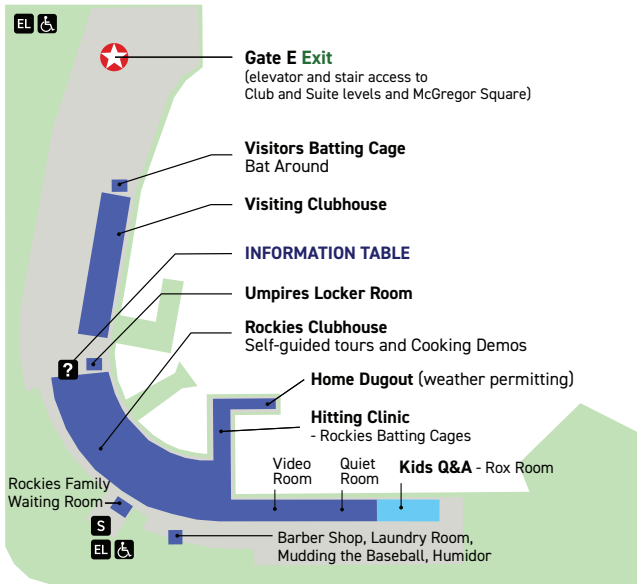 EL
Gate E Exit
(elevator and stair access to
Club and Suite levels and McGregor Square)
Visitors Batting Cage
Bat Around
Visiting Clubhouse
INFORMATION TABLE
Umpires Locker Room
Rockies Clubhouse
Self-guided tours and Cooking Demos
?
Home Dugout (weather permitting)
Hitting Clinic
- Rockies Batting Cages
Video
Room
Quiet
Room
Kids Q&A - Rox Room
Rockies Family
Waiting Room
S
EL
Barber Shop, Laundry Room,
Mudding the Baseball, Humidor